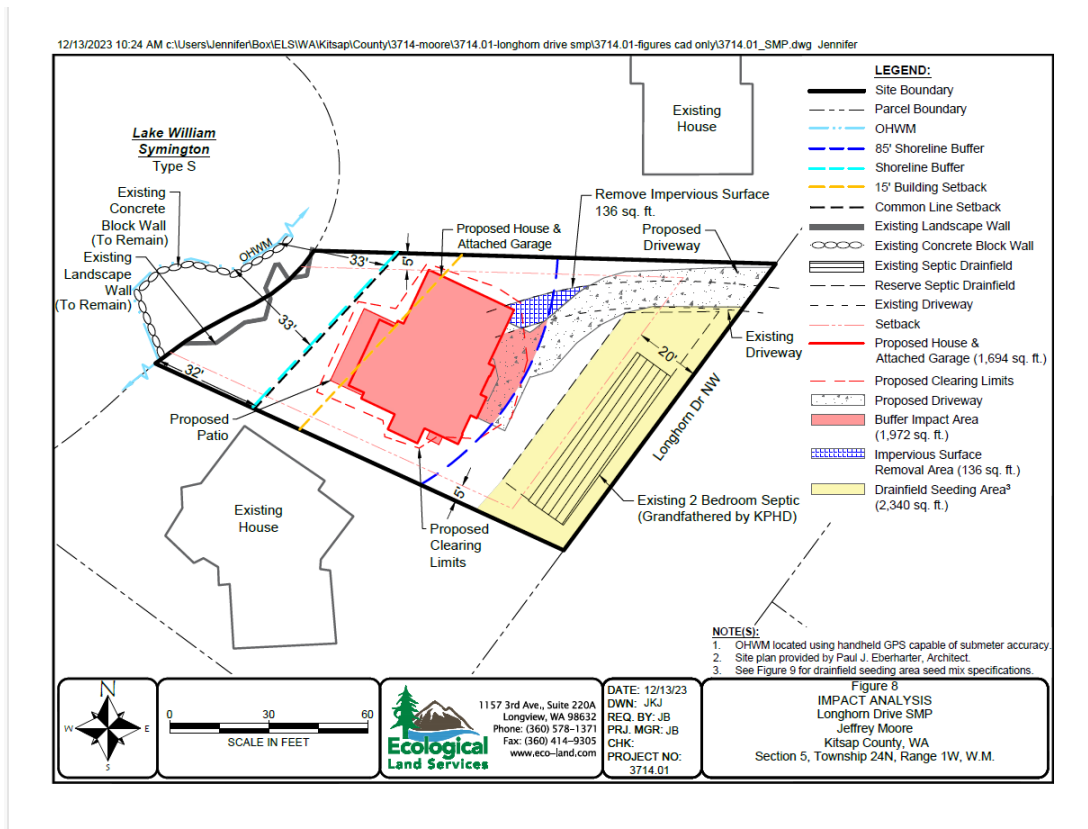 12/13/2023 10:24 AM c:\Users\Jennifer\Box\ELS\WA\Kitsap\County\3714-moore\3714.01-longhorn drive smp\3714.01-figures cad only\3714.01_SMP.dwg Jennifer
Lake William
Symington
Type S
Existing
Concrete
Block Wall
(To Remain)
Existing
Landscape
Wall
(To Remain)
OHWM
33'
33'
32'
5'
Proposed House &
Attached Garage
Existing
House
Remove Impervious Surface
136 sq. ft.
Proposed
Driveway
Existing
Driveway
20'
Longhorn Dr NW
Proposed
Patio
Existing
House
5'
Proposed
Clearing
Limits
Existing 2 Bedroom Septic
(Grandfathered by KPHD)
LEGEND:
Site Boundary
Parcel Boundary
OHWM
85' Shoreline Buffer
Shoreline Buffer
15' Building Setback
Common Line Setback
Existing Landscape Wall
Existing Concrete Block Wall
Existing Septic Drainfield
Reserve Septic Drainfield
Existing Driveway
Setback
Proposed House &
Attached Garage (1,694 sq. ft.)
Proposed Clearing Limits
Proposed Driveway
Buffer Impact Area
(1,972 sq. ft.)
Impervious Surface
Removal Area (136 sq. ft.)
Drainfield Seeding Area³
(2,340 sq. ft.)
NOTE(S):
1. OHWM located using handheld GPS capable of submeter accuracy.
2. Site plan provided by Paul J. Eberharter, Architect.
3. See Figure 9 for drainfield seeding area seed mix specifications.
N
W
E
S
0 30 60
SCALE IN FEET
Ecological
Land Services
1157 3rd Ave., Suite 220A
Longview, WA 98632
Phone: (360) 578-1371
Fax: (360) 414-9305
www.eco-land.com
DATE: 12/13/23
DWN: JKJ
REQ. BY: JB
PRJ. MGR: JB
CHK:
PROJECT NO:
3714.01
Figure 8
IMPACT ANALYSIS
Longhorn Drive SMP
Jeffrey Moore
Kitsap County, WA
Section 5, Township 24N, Range 1W, W.M.